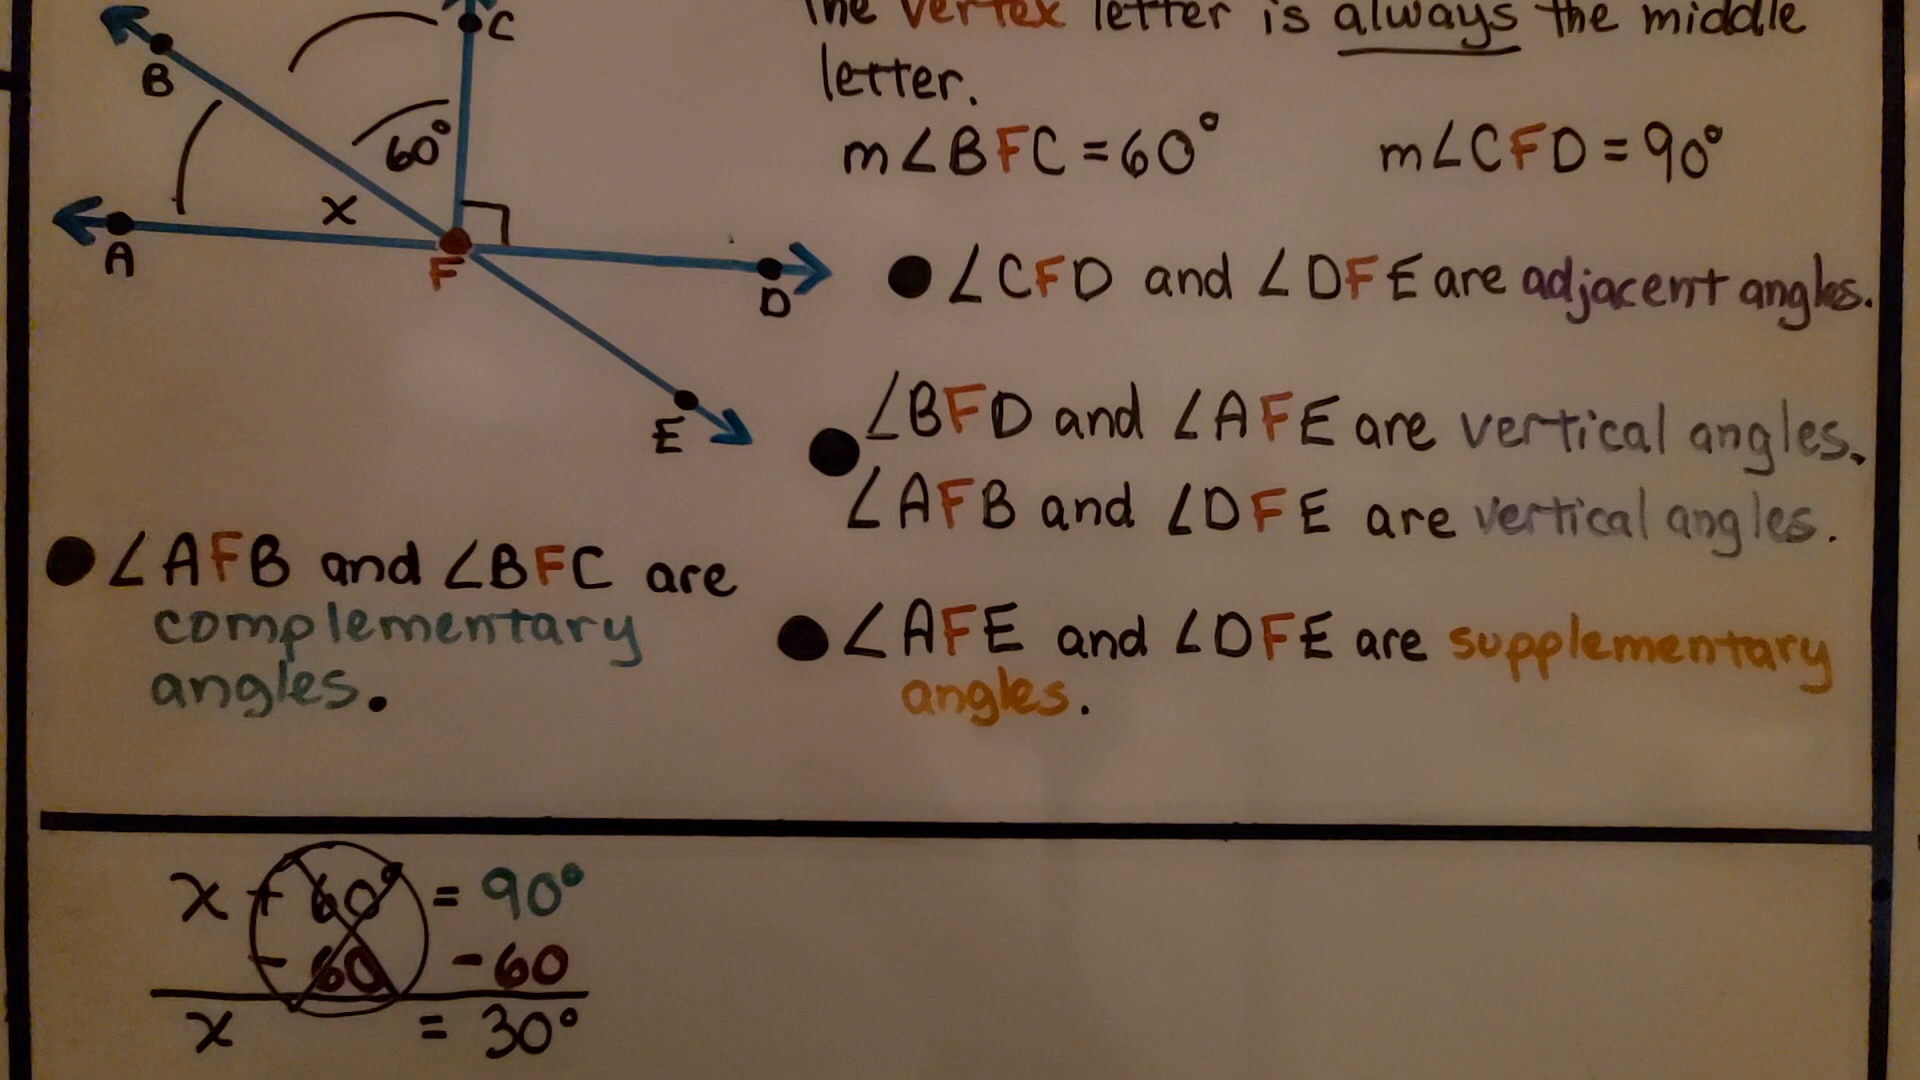 The vertex letter is always the middle
letter.
m∠BFC = 60° m∠CFD = 90°
● ∠CFD and ∠DFE are adjacent angles.
● ∠BFD and ∠AFE are vertical angles.
∠AFB and ∠DFE are vertical angles.
● ∠AFE and ∠DFE are supplementary
angles.
B
C
60°
x
A
F
D
E
● ∠AFB and ∠BFC are
complementary
angles.
x + 60° = 90°
- 60 -60
x = 30°